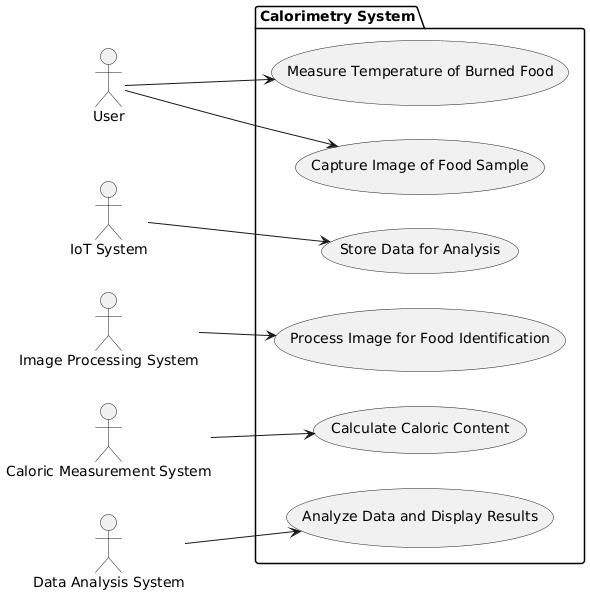 Calorimetry System
Measure Temperature of Burned Food
User
Capture Image of Food Sample
IoT System
Store Data for Analysis
Image Processing System
Process Image for Food Identification
Caloric Measurement System
Calculate Caloric Content
Data Analysis System
Analyze Data and Display Results